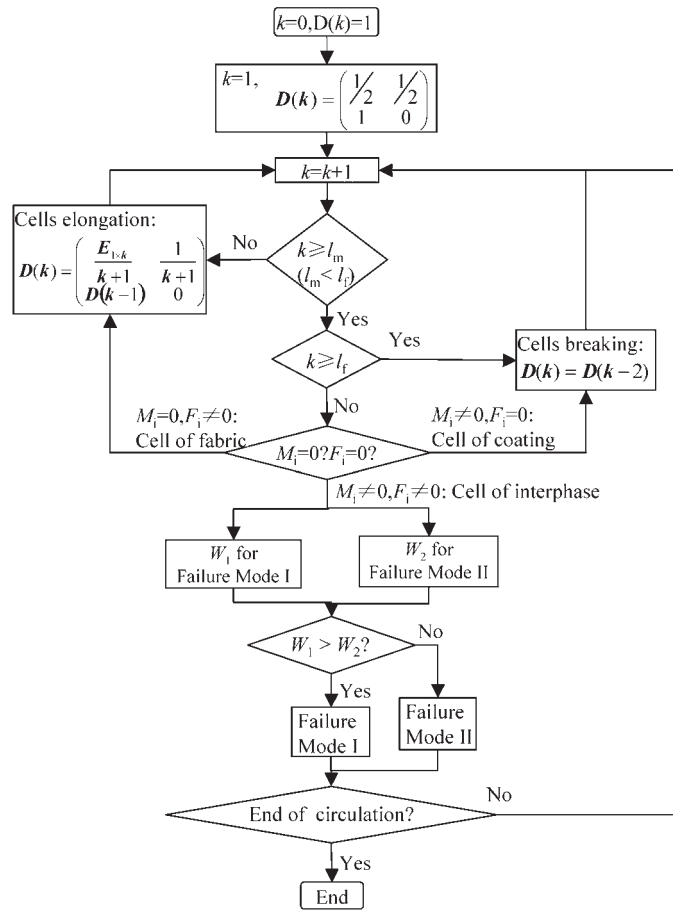 k=0,D(k)=1
k=1,
D(k) = (1/2 1/2
1 0)
k=k+1
Cells elongation:
D(k) = (E1×k/k+1 1/k+1
D(k−1) 0)
No
k≥lm
(lm< lf)
Yes
k≥lf
Yes
Cells breaking:
D(k) = D(k−2)
No
Mi=0,Fi≠0:
Cell of fabric
Mi=0?Fi=0?
Mi≠0,Fi=0:
Cell of coating
Mi≠0,Fi≠0: Cell of interphase
W1 for
Failure Mode I
W2 for
Failure Mode II
W1 > W2?
No
Yes
Failure
Mode I
Failure
Mode II
End of circulation?
No
Yes
End